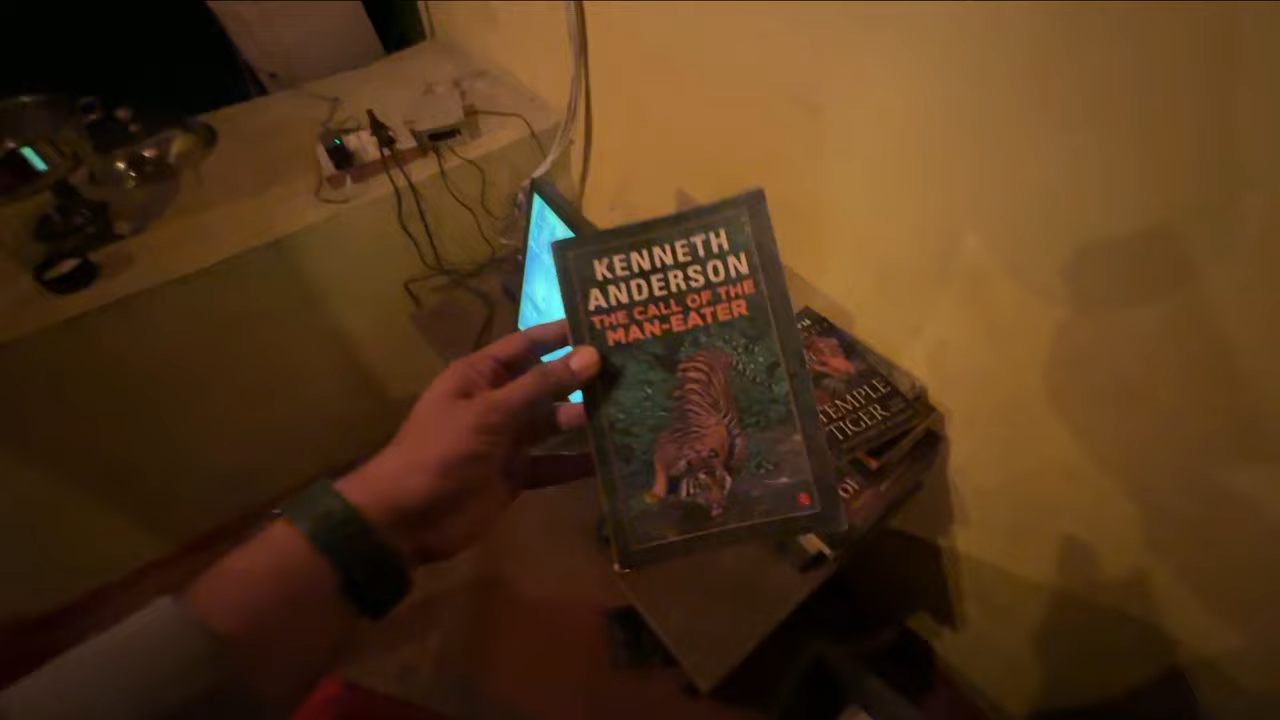 KENNETH
ANDERSON
THE CALL OF THE
MAN-EATER
TEMPLE
TIGER